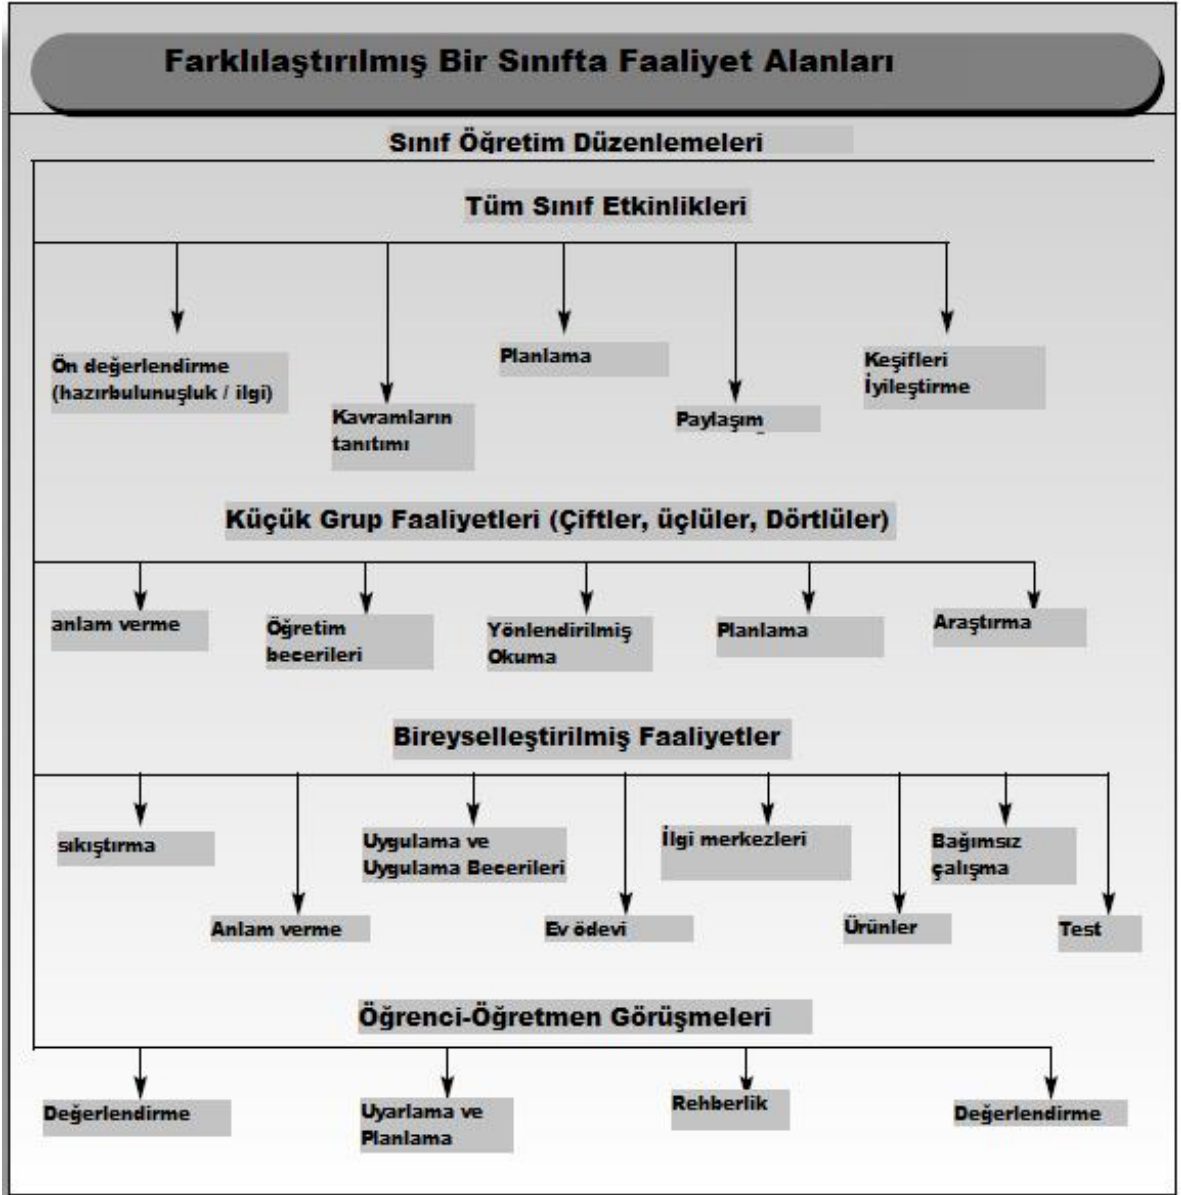 Farklılaştırılmış Bir Sınıfta Faaliyet Alanları
Sınıf Öğretim Düzenlemeleri
Tüm Sınıf Etkinlikleri
Ön değerlendirme
(hazırbulunuşluk / ilgi)
Kavramların
tanıtımı
Planlama
Paylaşım
Keşifleri
İyileştirme
Küçük Grup Faaliyetleri (Çiftler, üçlüler, Dörtlüler)
anlam verme
Öğretim
becerileri
Yönlendirilmiş
Okuma
Planlama
Araştırma
Bireyselleştirilmiş Faaliyetler
sıkıştırma
Anlam verme
Uygulama ve
Uygulama Becerileri
Ev ödevi
İlgi merkezleri
Ürünler
Bağımsız
çalışma
Test
Öğrenci-Öğretmen Görüşmeleri
Değerlendirme
Uyarlama ve
Planlama
Rehberlik
Değerlendirme